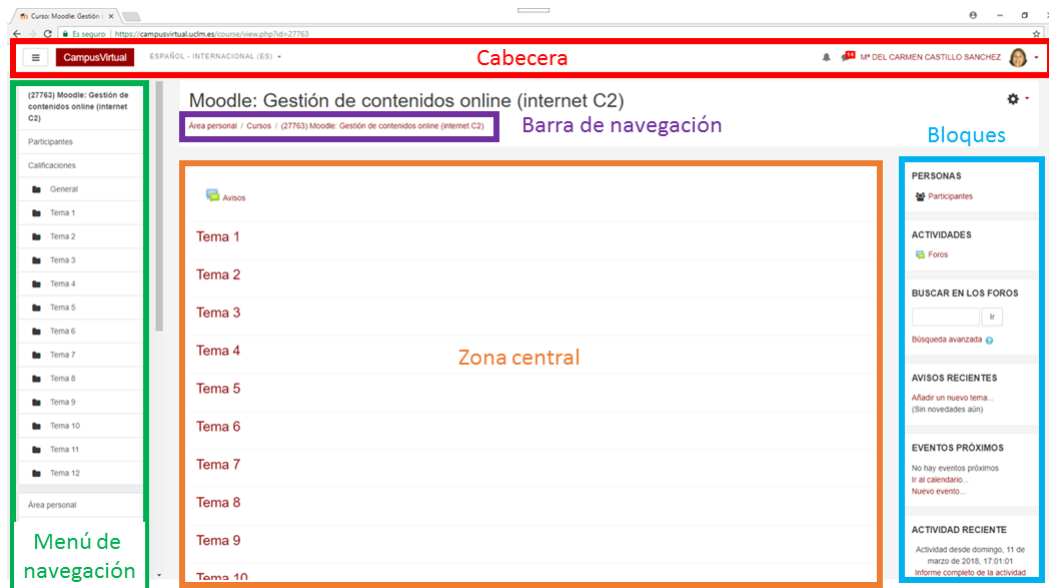 Curso: Moodle: Gestión
Es seguro https://campusvirtual.uclm.es/course/view.php?id=27763
CampusVirtual
ESPAÑOL - INTERNACIONAL (ES)
Cabecera
Mª DEL CARMEN CASTILLO SANCHEZ
(27763) Moodle: Gestión de
contenidos online (internet
C2)
Participantes
Calificaciones
General
Tema 1
Tema 2
Tema 3
Tema 4
Tema 5
Tema 6
Tema 7
Tema 8
Tema 9
Tema 10
Tema 11
Tema 12
Área personal
Menú de
navegación
Moodle: Gestión de contenidos online (internet C2)
Área personal / Cursos / (27763) Moodle: Gestión de contenidos online (internet C2)
Barra de navegación
Avisos
Tema 1
Tema 2
Tema 3
Tema 4
Zona central
Tema 5
Tema 6
Tema 7
Tema 8
Tema 9
Tema 10
Bloques
PERSONAS
Participantes
ACTIVIDADES
Foros
BUSCAR EN LOS FOROS
Ir
Búsqueda avanzada
AVISOS RECIENTES
Añadir un nuevo tema...
(Sin novedades aún)
EVENTOS PRÓXIMOS
No hay eventos próximos
Ir al calendario...
Nuevo evento...
ACTIVIDAD RECIENTE
Actividad desde domingo, 11 de
marzo de 2018, 17:01:01
Informe completo de la actividad